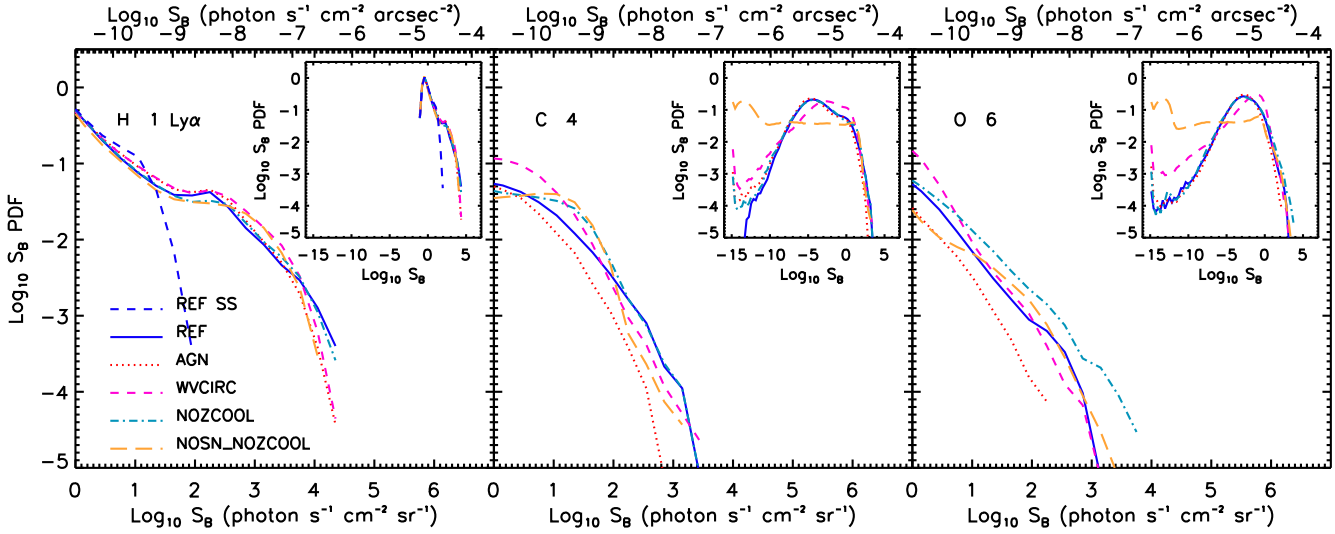 Log₁₀ S_B (photon s⁻¹ cm⁻² arcsec⁻²) Log₁₀ S_B (photon s⁻¹ cm⁻² arcsec⁻²) Log₁₀ S_B (photon s⁻¹ cm⁻² arcsec⁻²)
−10 −9 −8 −7 −6 −5 −4 −10 −9 −8 −7 −6 −5 −4 −10 −9 −8 −7 −6 −5 −4
Log₁₀ S_B PDF
0
−1
−2
−3
−4
−5
H 1 Lyα
Log₁₀ S_B PDF
0
−1
−2
−3
−4
−5
−15 −10 −5 0 5
Log₁₀ S_B
REF SS
REF
AGN
WVCIRC
NOZCOOL
NOSN_NOZCOOL
C 4
Log₁₀ S_B PDF
0
−1
−2
−3
−4
−5
−15 −10 −5 0 5
Log₁₀ S_B
O 6
Log₁₀ S_B PDF
0
−1
−2
−3
−4
−5
−15 −10 −5 0 5
Log₁₀ S_B
0 1 2 3 4 5 6 0 1 2 3 4 5 6 0 1 2 3 4 5 6 7
Log₁₀ S_B (photon s⁻¹ cm⁻² sr⁻¹) Log₁₀ S_B (photon s⁻¹ cm⁻² sr⁻¹) Log₁₀ S_B (photon s⁻¹ cm⁻² sr⁻¹)